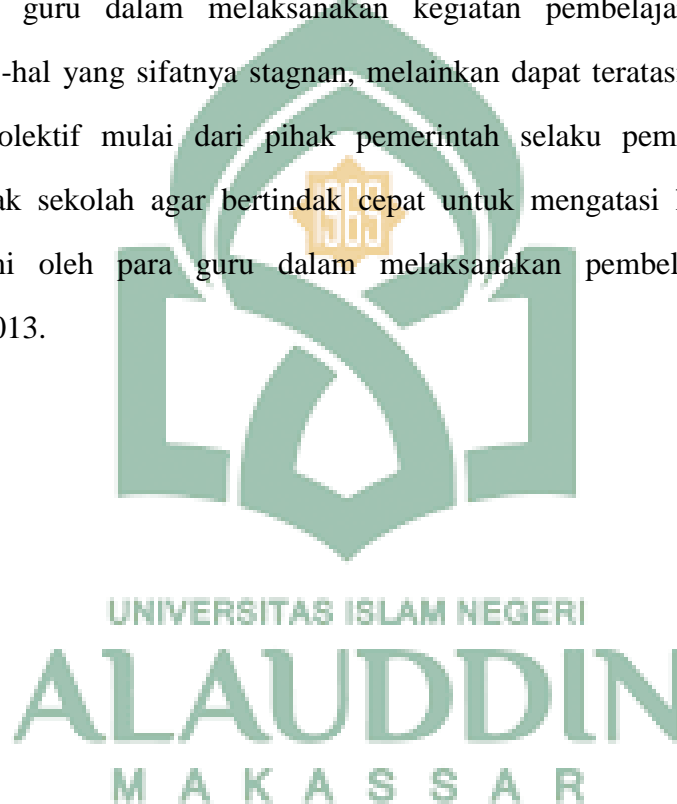 guru dalam melaksanakan kegiatan pembelaja
-hal yang sifatnya stagnan, melainkan dapat teratas
olektif mulai dari pihak pemerintah selaku pem
ak sekolah agar bertindak cepat untuk mengatasi
ni oleh para guru dalam melaksanakan pembel
013.
1965
UNIVERSITAS ISLAM NEGERI
ALAUDDIN
MAKASSAR